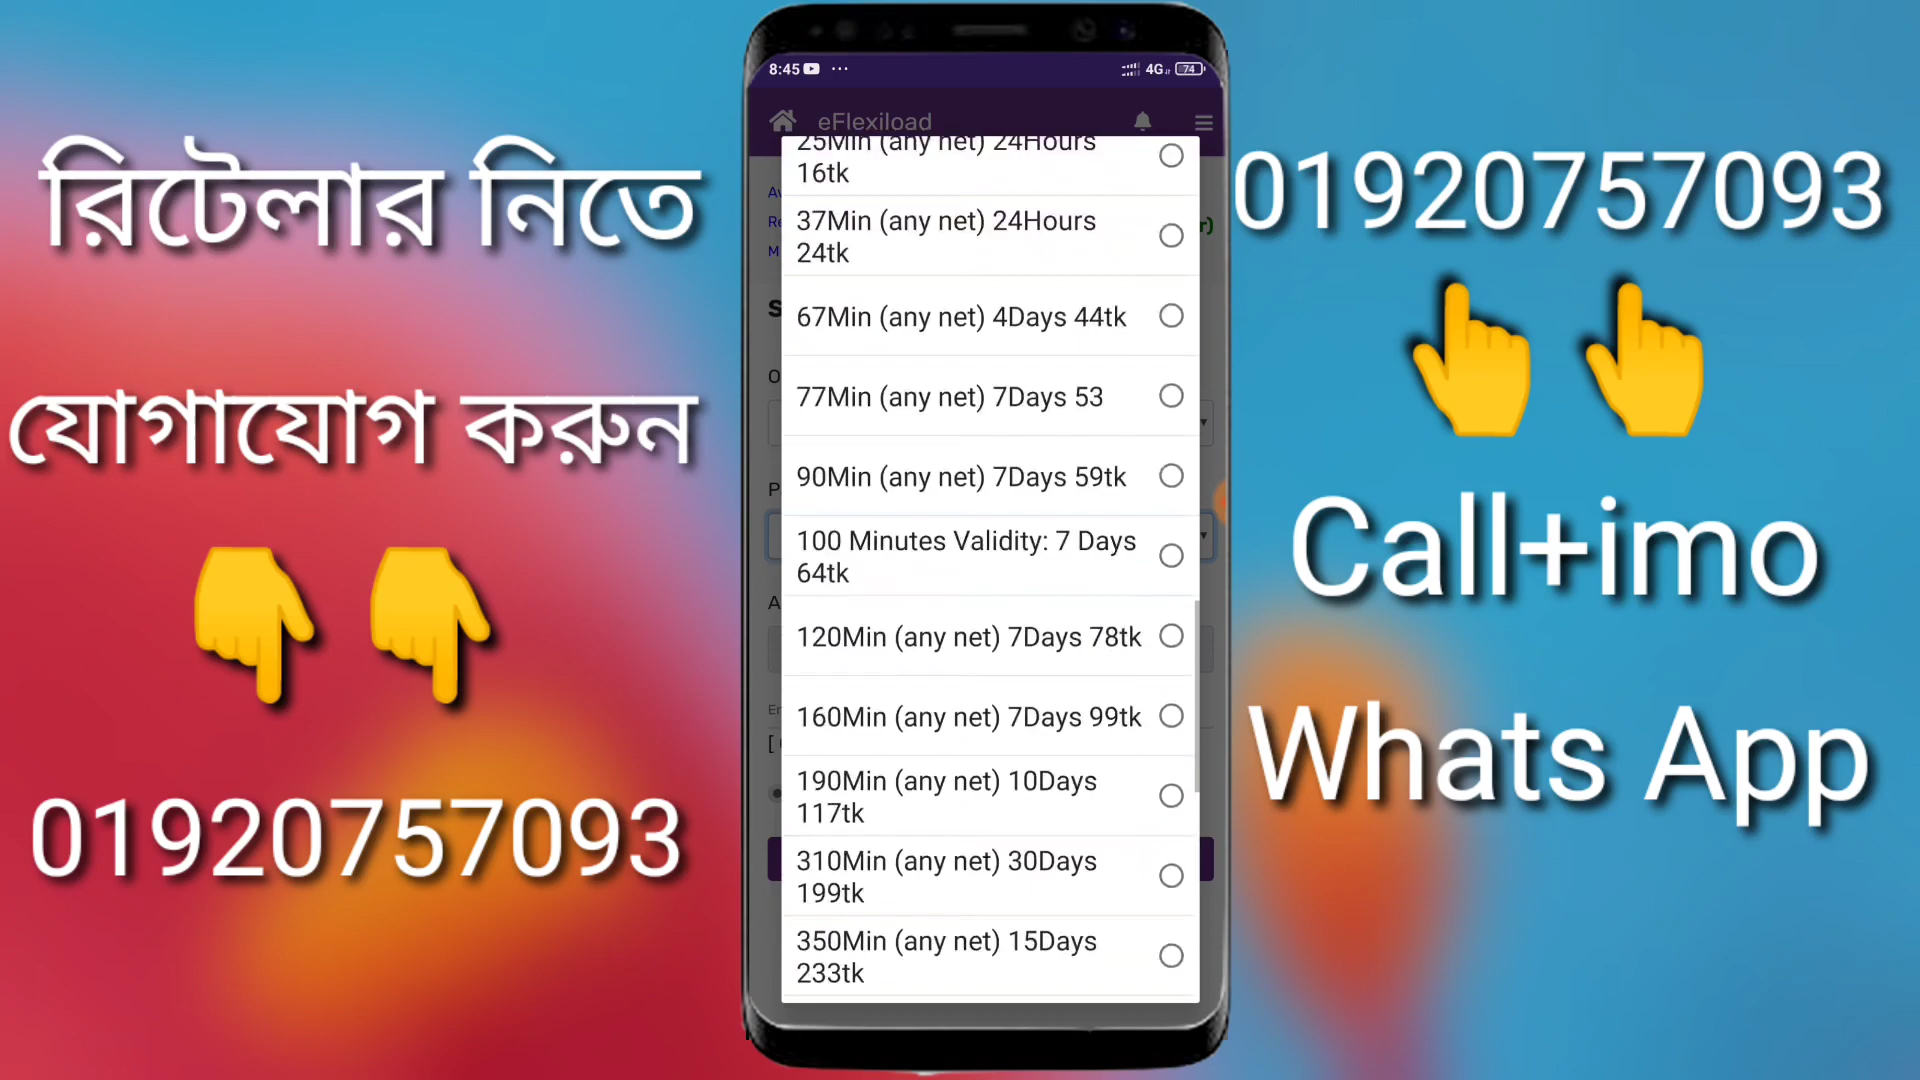 রিটেলার নিতে
যোগাযোগ করুন
01920757093
8:45
4G
74
eFlexiload
25Min (any net) 24Hours
16tk
37Min (any net) 24Hours
24tk
67Min (any net) 4Days 44tk
77Min (any net) 7Days 53
90Min (any net) 7Days 59tk
100 Minutes Validity: 7 Days
64tk
120Min (any net) 7Days 78tk
160Min (any net) 7Days 99tk
190Min (any net) 10Days
117tk
310Min (any net) 30Days
199tk
350Min (any net) 15Days
233tk
01920757093
Call+imo
Whats App